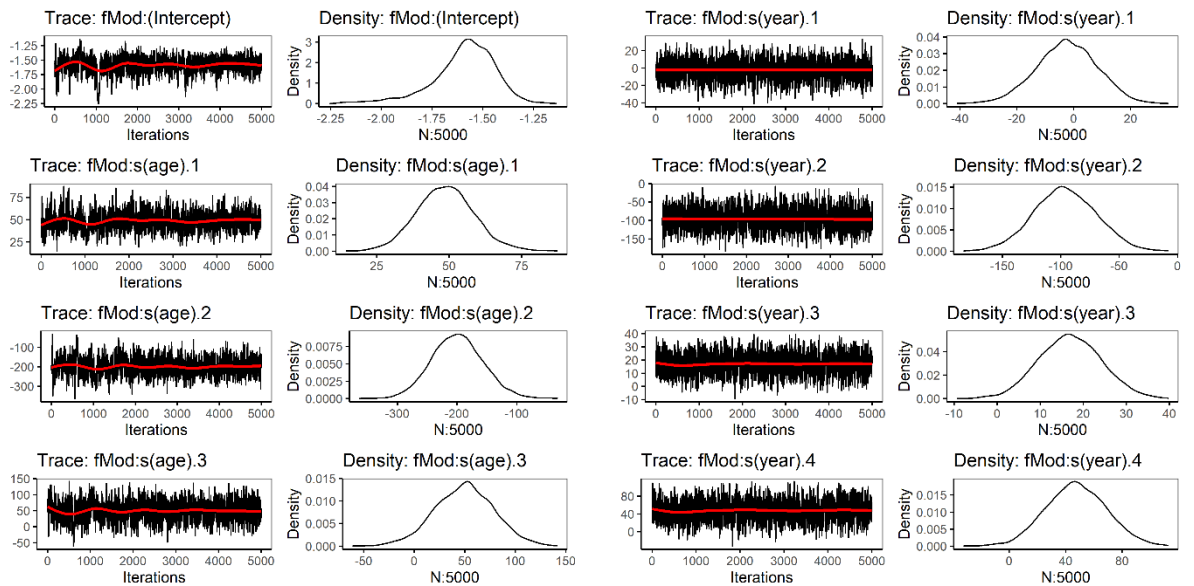 Trace: fMod:(Intercept)
-1.25
-1.50
-1.75
-2.00
-2.25
0 1000 2000 3000 4000 5000
Iterations
Density: fMod:(Intercept)
Density
3
2
1
0
-2.25 -2.00 -1.75 -1.50 -1.25
N:5000
Trace: fMod:s(year).1
20
0
-20
-40
0 1000 2000 3000 4000 5000
Iterations
Density: fMod:s(year).1
Density
0.04
0.03
0.02
0.01
0.00
-40 -20 0 20
N:5000
Trace: fMod:s(age).1
75
50
25
0 1000 2000 3000 4000 5000
Iterations
Density: fMod:s(age).1
Density
0.04
0.03
0.02
0.01
0.00
25 50 75
N:5000
Trace: fMod:s(year).2
0
-50
-100
-150
0 1000 2000 3000 4000 5000
Iterations
Density: fMod:s(year).2
Density
0.015
0.010
0.005
0.000
-150 -100 -50 0
N:5000
Trace: fMod:s(age).2
-100
-200
-300
0 1000 2000 3000 4000 5000
Iterations
Density: fMod:s(age).2
Density
0.0075
0.0050
0.0025
0.0000
-300 -200 -100
N:5000
Trace: fMod:s(year).3
40
30
20
10
0
-10
0 1000 2000 3000 4000 5000
Iterations
Density: fMod:s(year).3
Density
0.04
0.02
0.00
-10 0 10 20 30 40
N:5000
Trace: fMod:s(age).3
150
100
50
0
-50
0 1000 2000 3000 4000 5000
Iterations
Density: fMod:s(age).3
Density
0.015
0.010
0.005
0.000
-50 0 50 100 150
N:5000
Trace: fMod:s(year).4
80
40
0
0 1000 2000 3000 4000 5000
Iterations
Density: fMod:s(year).4
Density
0.015
0.010
0.005
0.000
0 40 80
N:5000